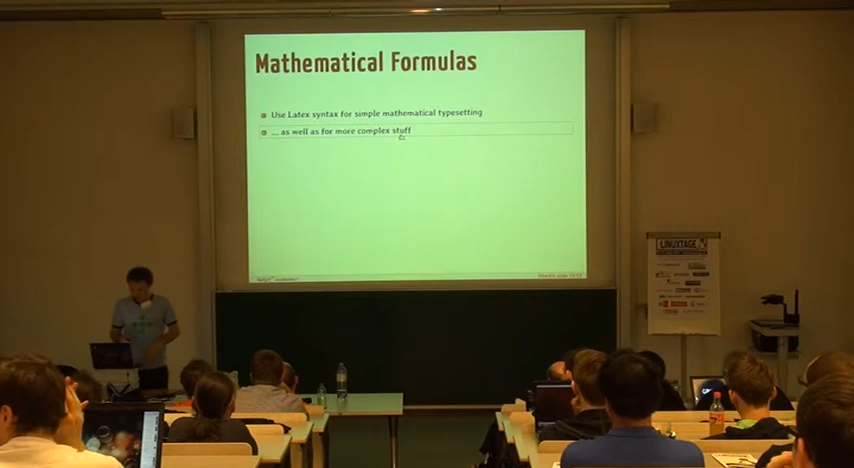 Mathematical Formulas
Use Latex syntax for simple mathematical typesetting
... as well as for more complex stuff
LINUXTAGE